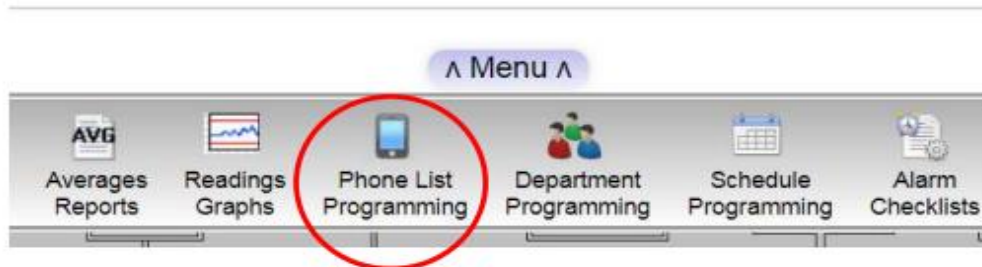 ᴧ Menu ᴧ
AVG
Averages
Reports
Readings
Graphs
Phone List
Programming
Department
Programming
Schedule
Programming
Alarm
Checklists